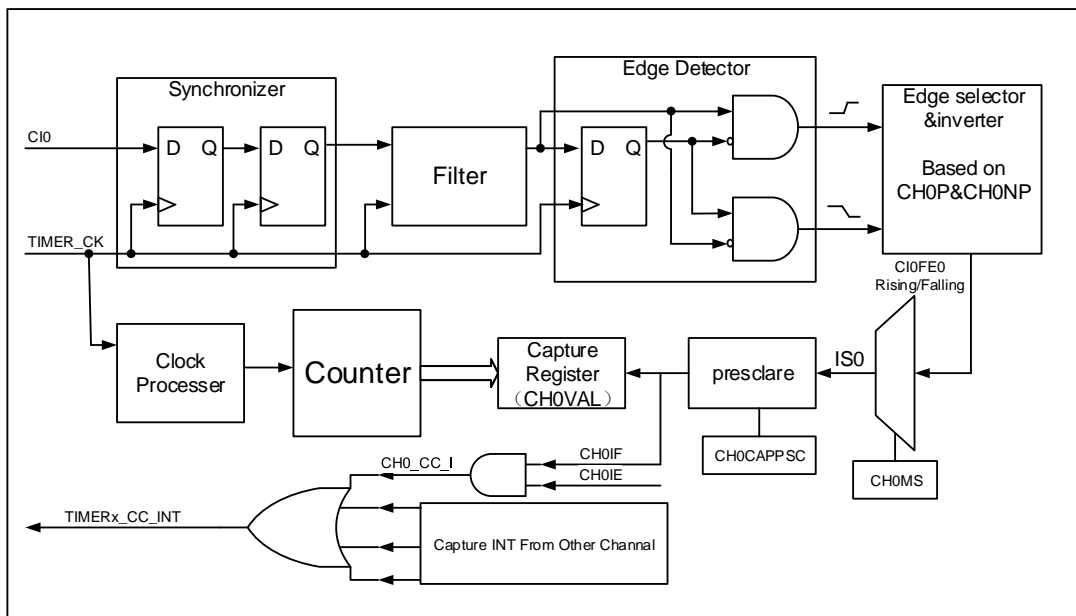 Edge Detector
Synchronizer
Edge selector
&inverter
CI0
D Q
D Q
Filter
D Q
Based on
CH0P&CH0NP
TIMER_CK
CI0FE0
Rising/Falling
Clock
Processer
Counter
Capture
Register
（CH0VAL）
presclare
IS0
CH0CAPPSC
CH0MS
CH0_CC_I
CH0IF
CH0IE
TIMERx_CC_INT
Capture INT From Other Channal